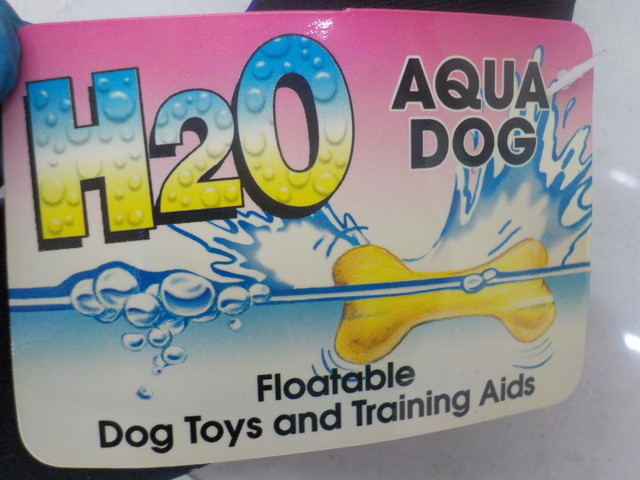 H2O
AQUA
DOG
Floatable
Dog Toys and Training Aids